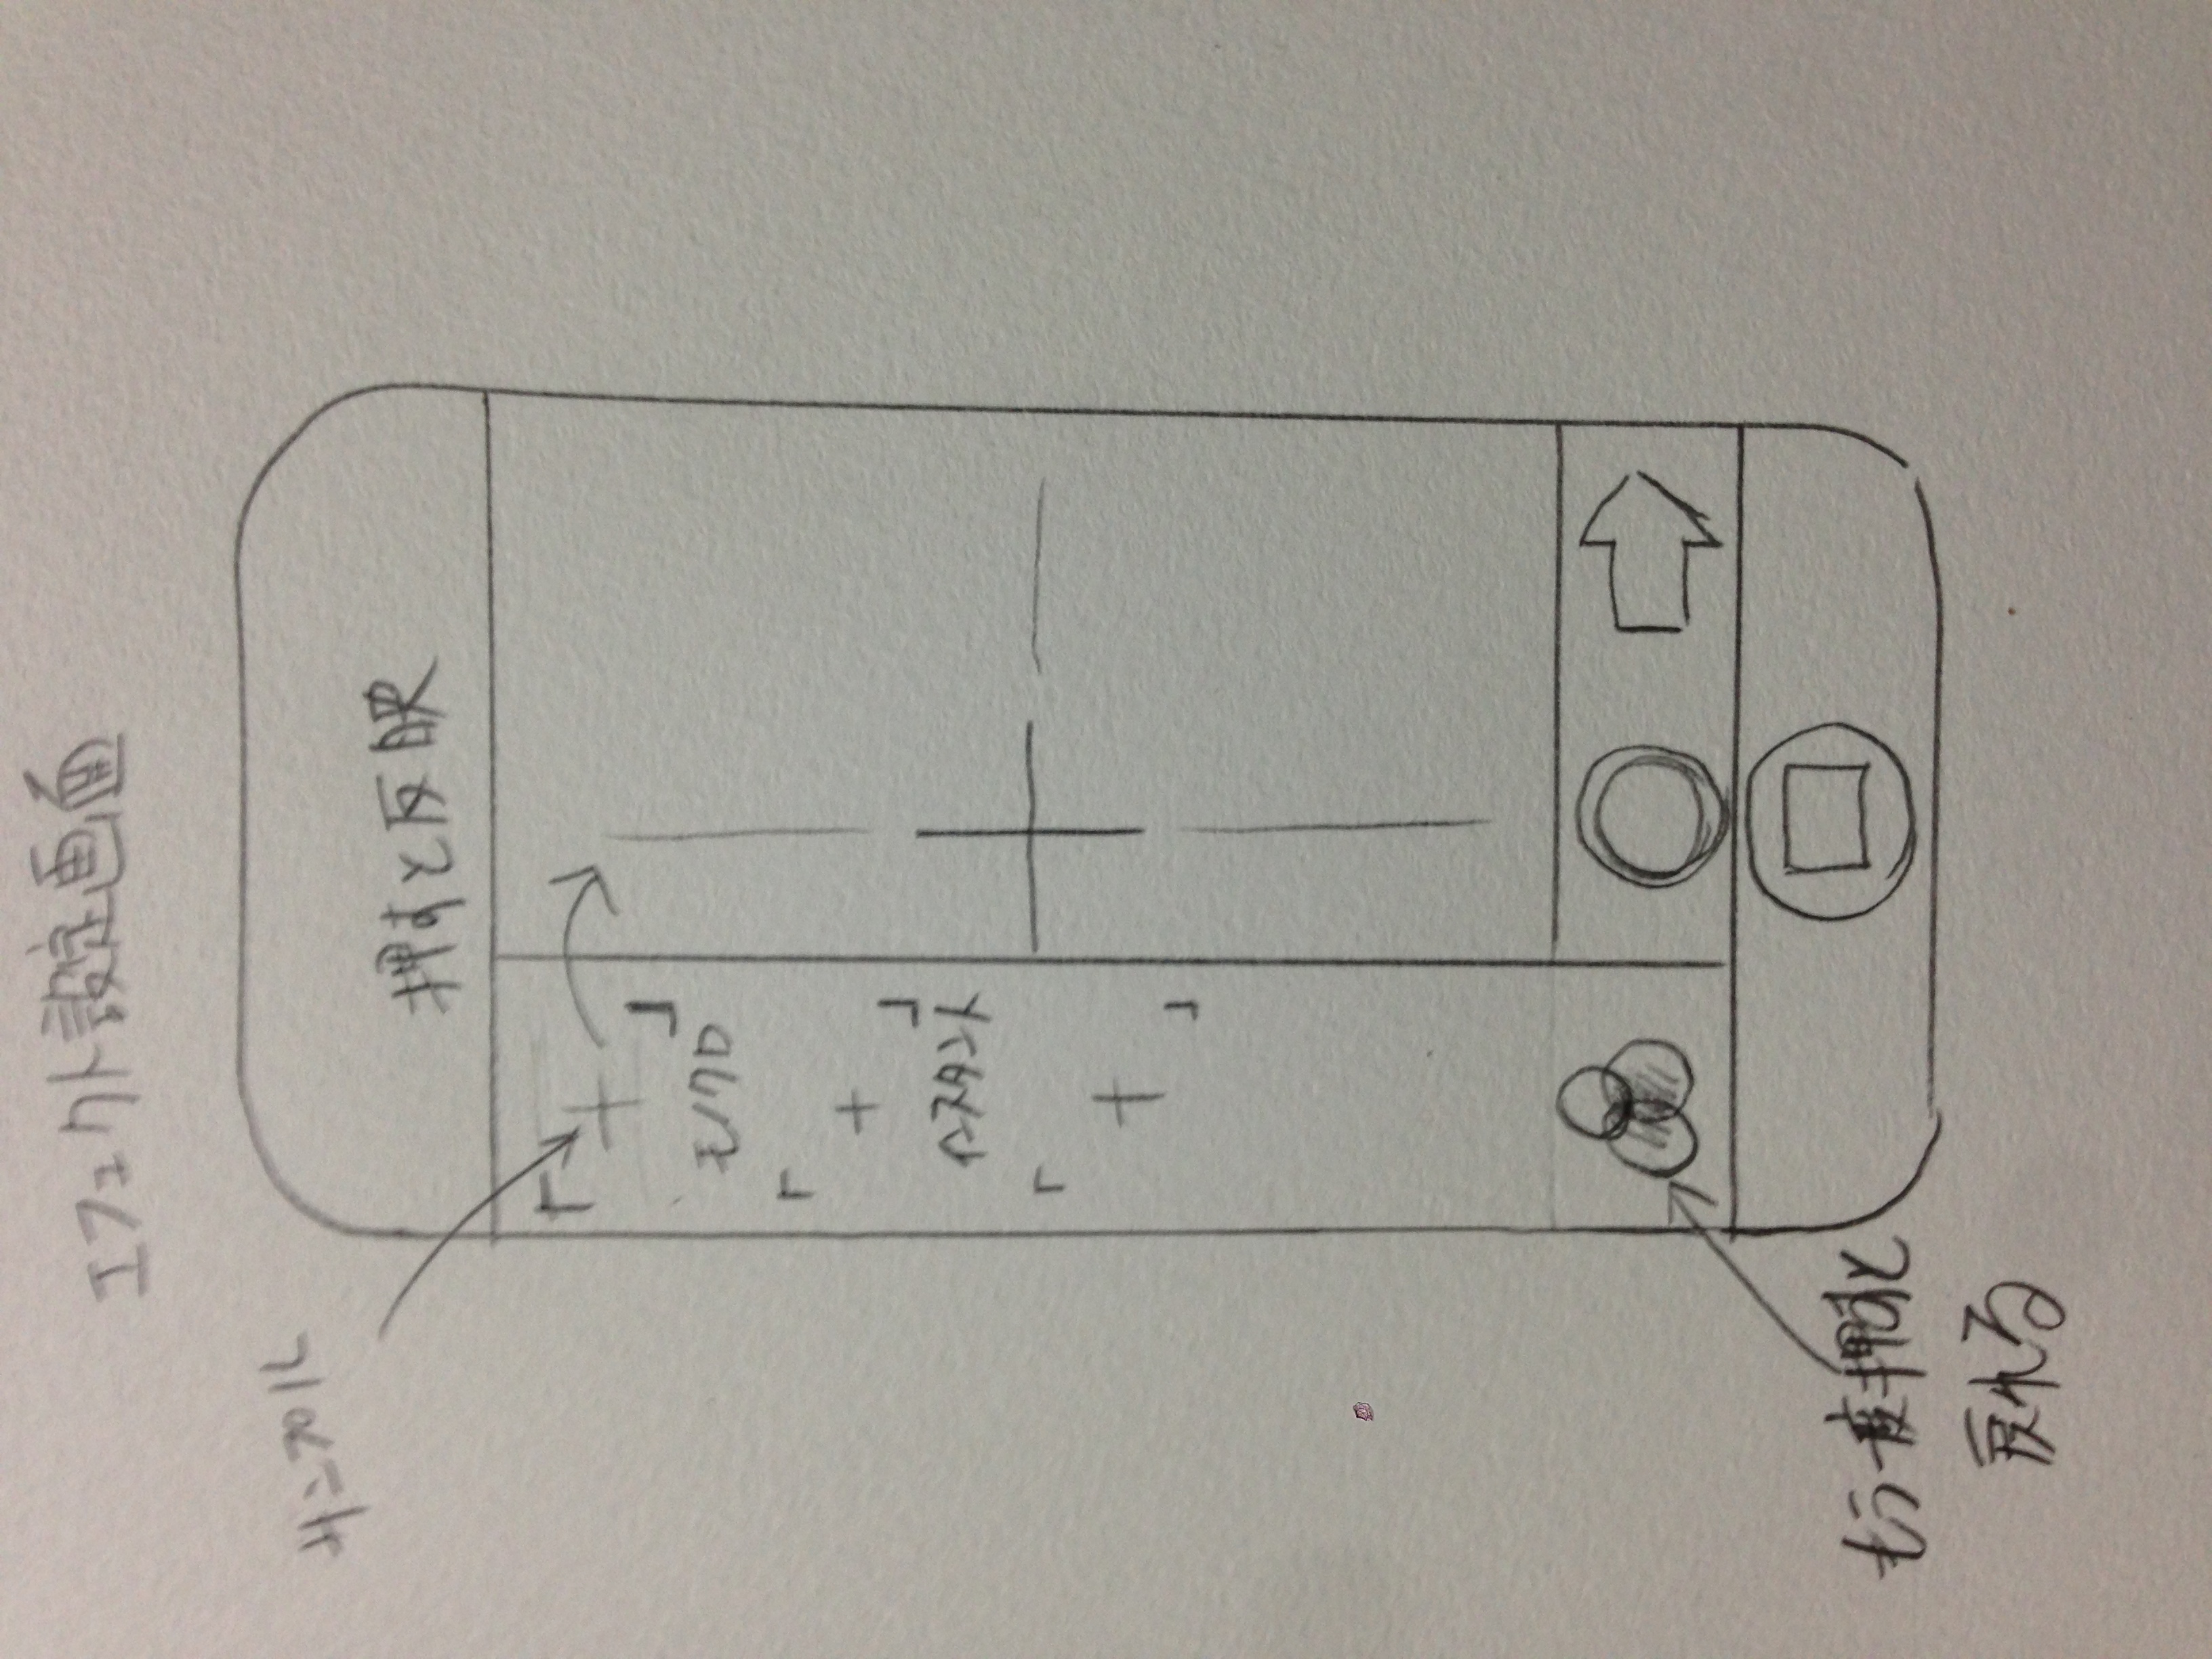 エフェクト設定画面
サンプル
押すと反映
モノクロ
インスタント
もう一度押すと
戻れる